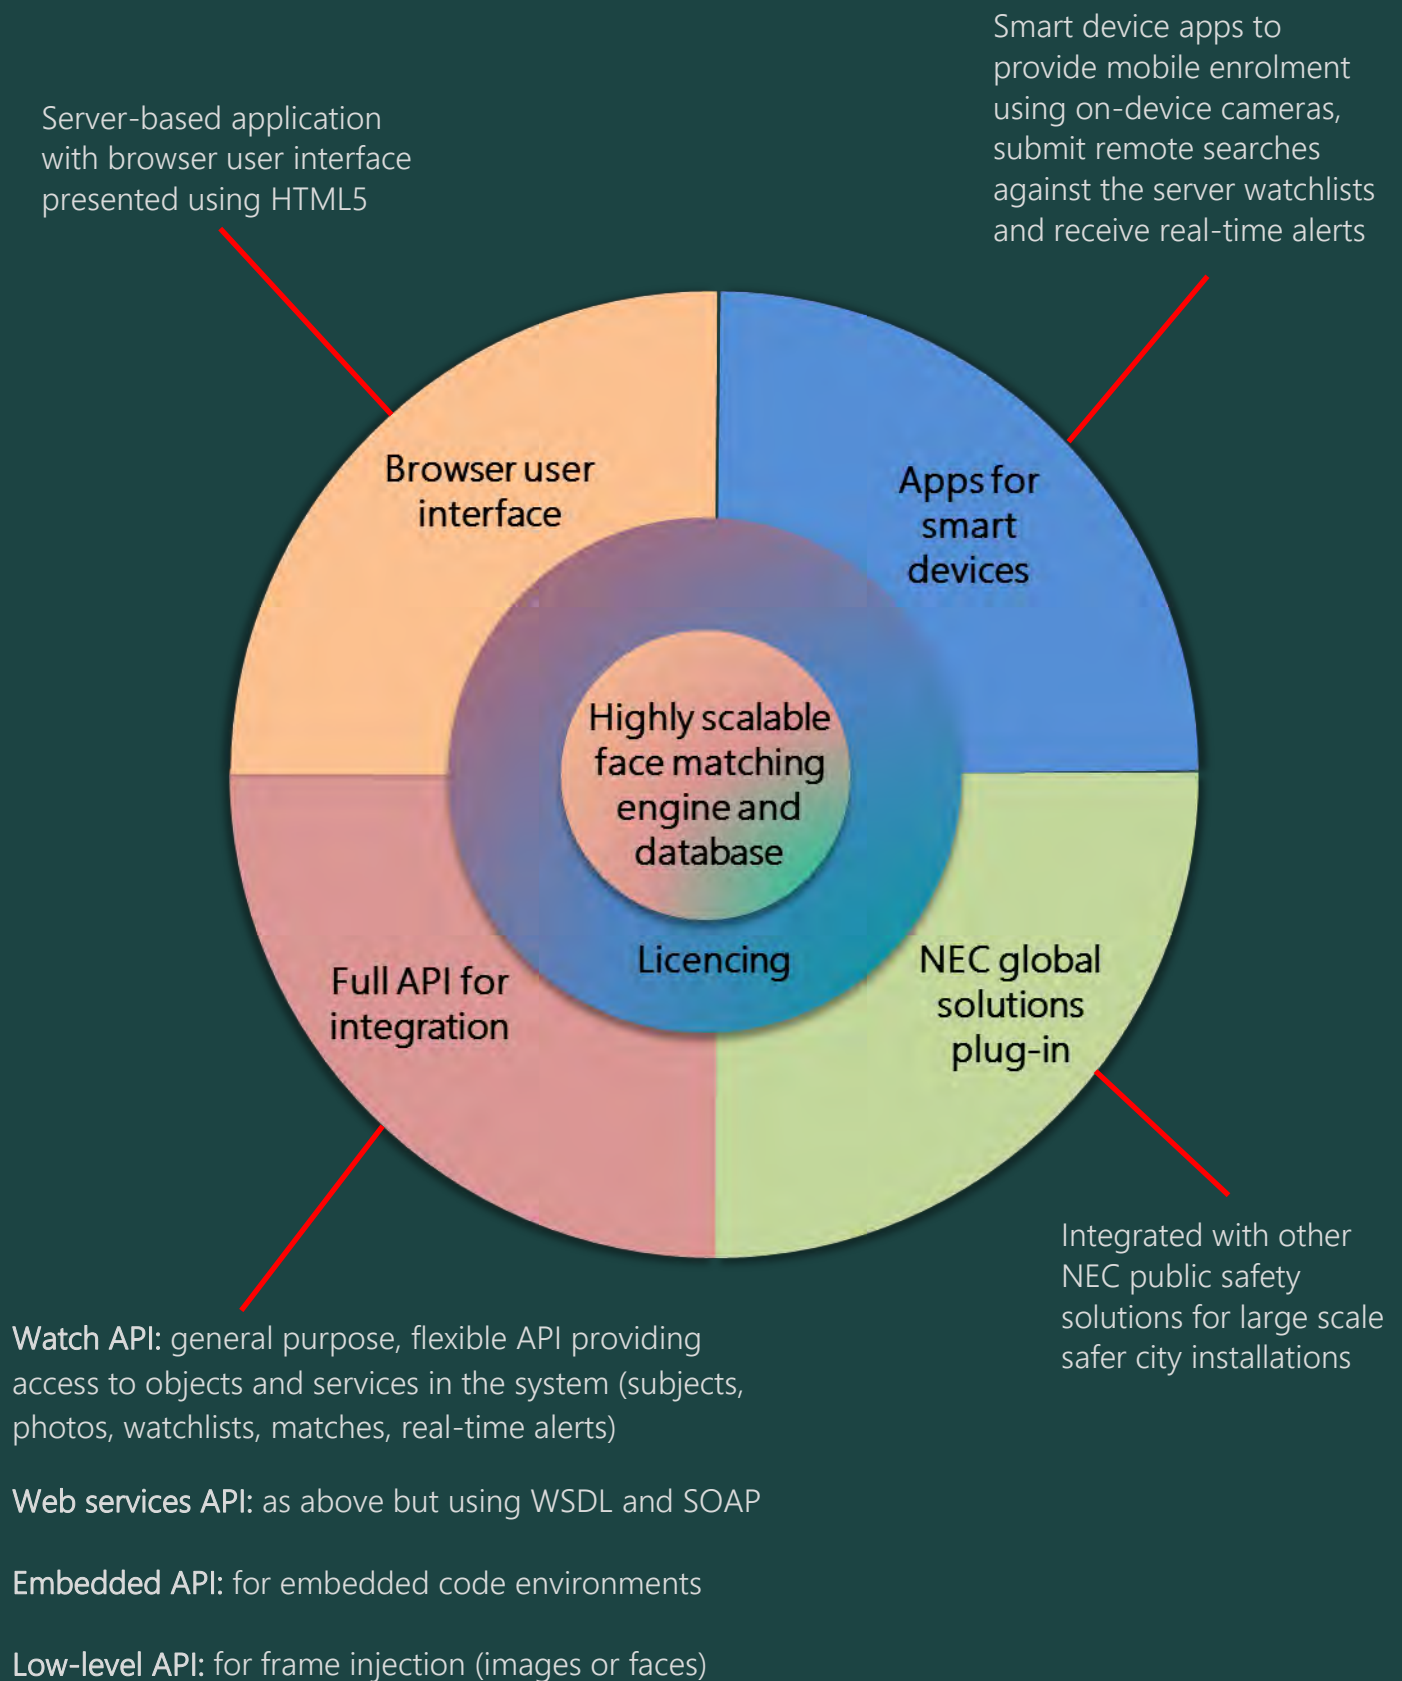 Server-based application
with browser user interface
presented using HTML5
Smart device apps to
provide mobile enrolment
using on-device cameras,
submit remote searches
against the server watchlists
and receive real-time alerts
Browser user
interface
Apps for
smart
devices
Highly scalable
face matching
engine and
database
Licencing
Full API for
integration
NEC global
solutions
plug-in
Integrated with other
NEC public safety
solutions for large scale
safer city installations
Watch API: general purpose, flexible API providing
access to objects and services in the system (subjects,
photos, watchlists, matches, real-time alerts)
Web services API: as above but using WSDL and SOAP
Embedded API: for embedded code environments
Low-level API: for frame injection (images or faces)